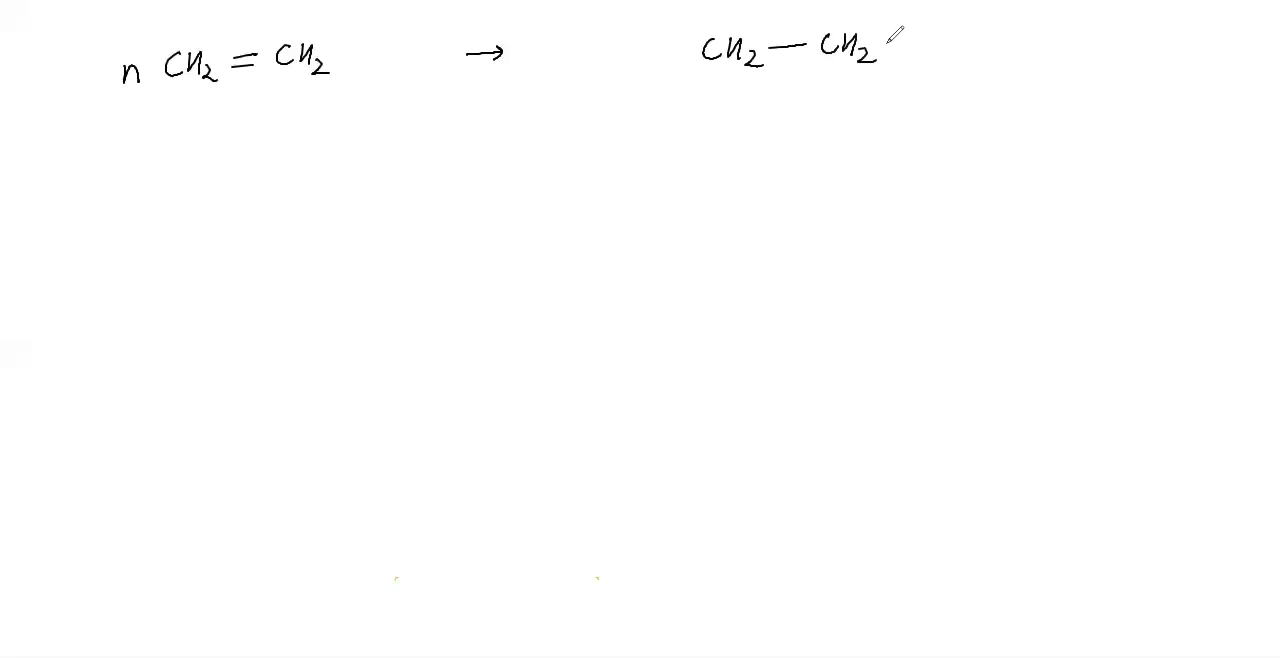 n CH₂ = CH₂ → CH₂ — CH₂